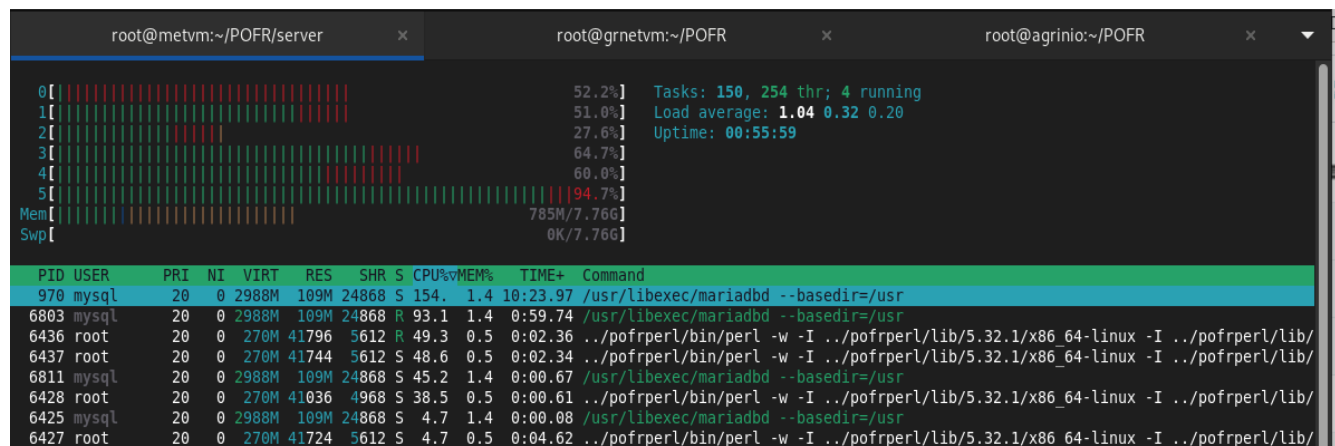 root@metvm:~/POFR/server × root@grnetvm:~/POFR × root@agrinio:~/POFR ×
0[ 52.2%] Tasks: 150, 254 thr; 4 running
1[ 51.0%] Load average: 1.04 0.32 0.20
2[ 27.6%] Uptime: 00:55:59
3[ 64.7%]
4[ 60.0%]
5[ 94.7%]
Mem[ 785M/7.76G]
Swp[ 0K/7.76G]
PID USER PRI NI VIRT RES SHR S CPU%▽MEM% TIME+ Command
970 mysql 20 0 2988M 109M 24868 S 154. 1.4 10:23.97 /usr/libexec/mariadbd --basedir=/usr
6803 mysql 20 0 2988M 109M 24868 R 93.1 1.4 0:59.74 /usr/libexec/mariadbd --basedir=/usr
6436 root 20 0 270M 41796 5612 R 49.3 0.5 0:02.36 ../pofrperl/bin/perl -w -I ../pofrperl/lib/5.32.1/x86_64-linux -I ../pofrperl/lib/
6437 root 20 0 270M 41744 5612 S 48.6 0.5 0:02.34 ../pofrperl/bin/perl -w -I ../pofrperl/lib/5.32.1/x86_64-linux -I ../pofrperl/lib/
6811 mysql 20 0 2988M 109M 24868 S 45.2 1.4 0:00.67 /usr/libexec/mariadbd --basedir=/usr
6428 root 20 0 270M 41036 4968 S 38.5 0.5 0:00.61 ../pofrperl/bin/perl -w -I ../pofrperl/lib/5.32.1/x86_64-linux -I ../pofrperl/lib/
6425 mysql 20 0 2988M 109M 24868 S 4.7 1.4 0:00.08 /usr/libexec/mariadbd --basedir=/usr
6427 root 20 0 270M 41724 5612 S 4.7 0.5 0:04.62 ../pofrperl/bin/perl -w -I ../pofrperl/lib/5.32.1/x86_64-linux -I ../pofrperl/lib/